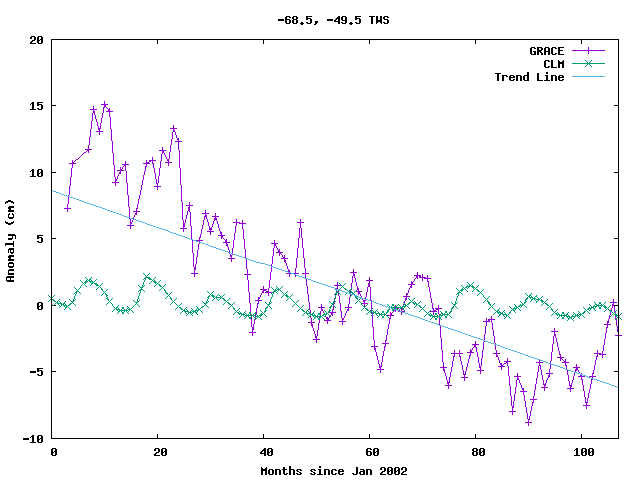 -68.5, -49.5 TWS
GRACE
CLM
Trend Line
20
15
10
5
0
-5
-10
Anomaly (cm)
0 20 40 60 80 100
Months since Jan 2002